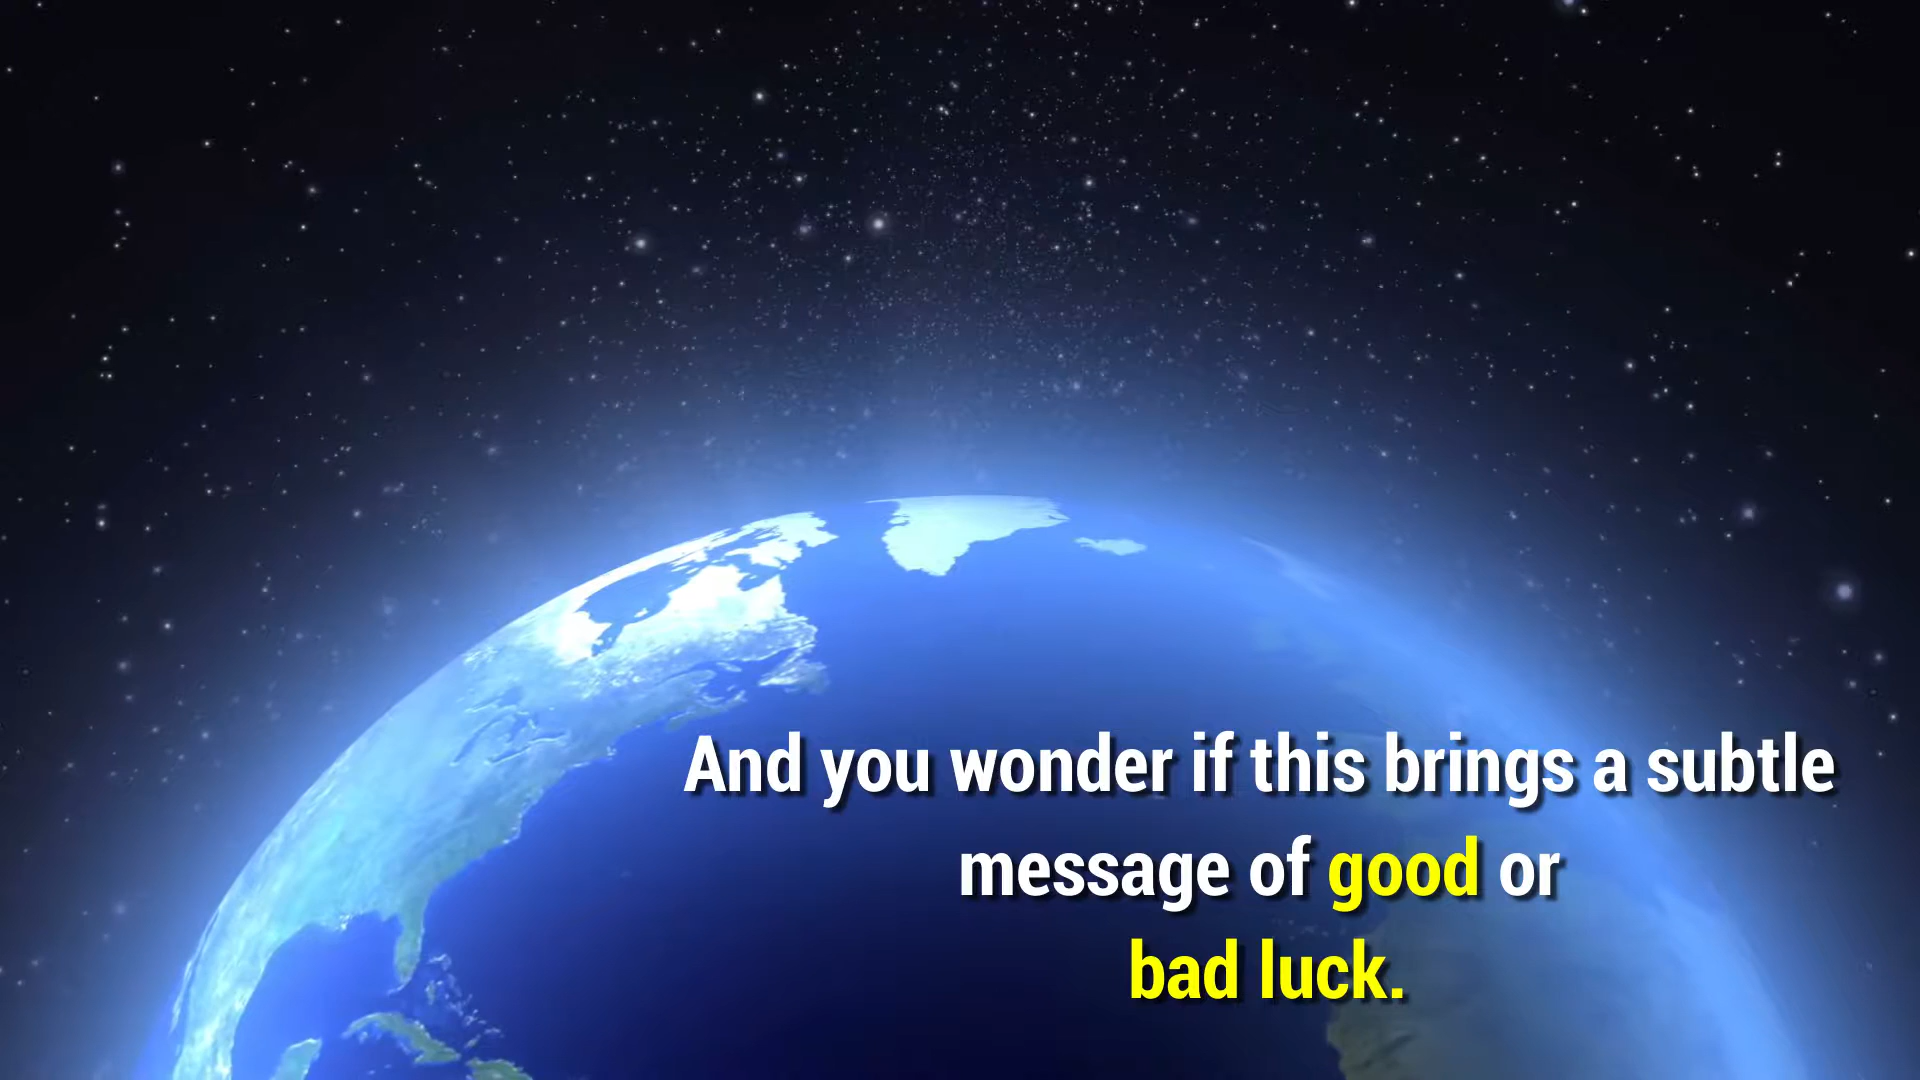 And you wonder if this brings a subtle
message of good or
bad luck.